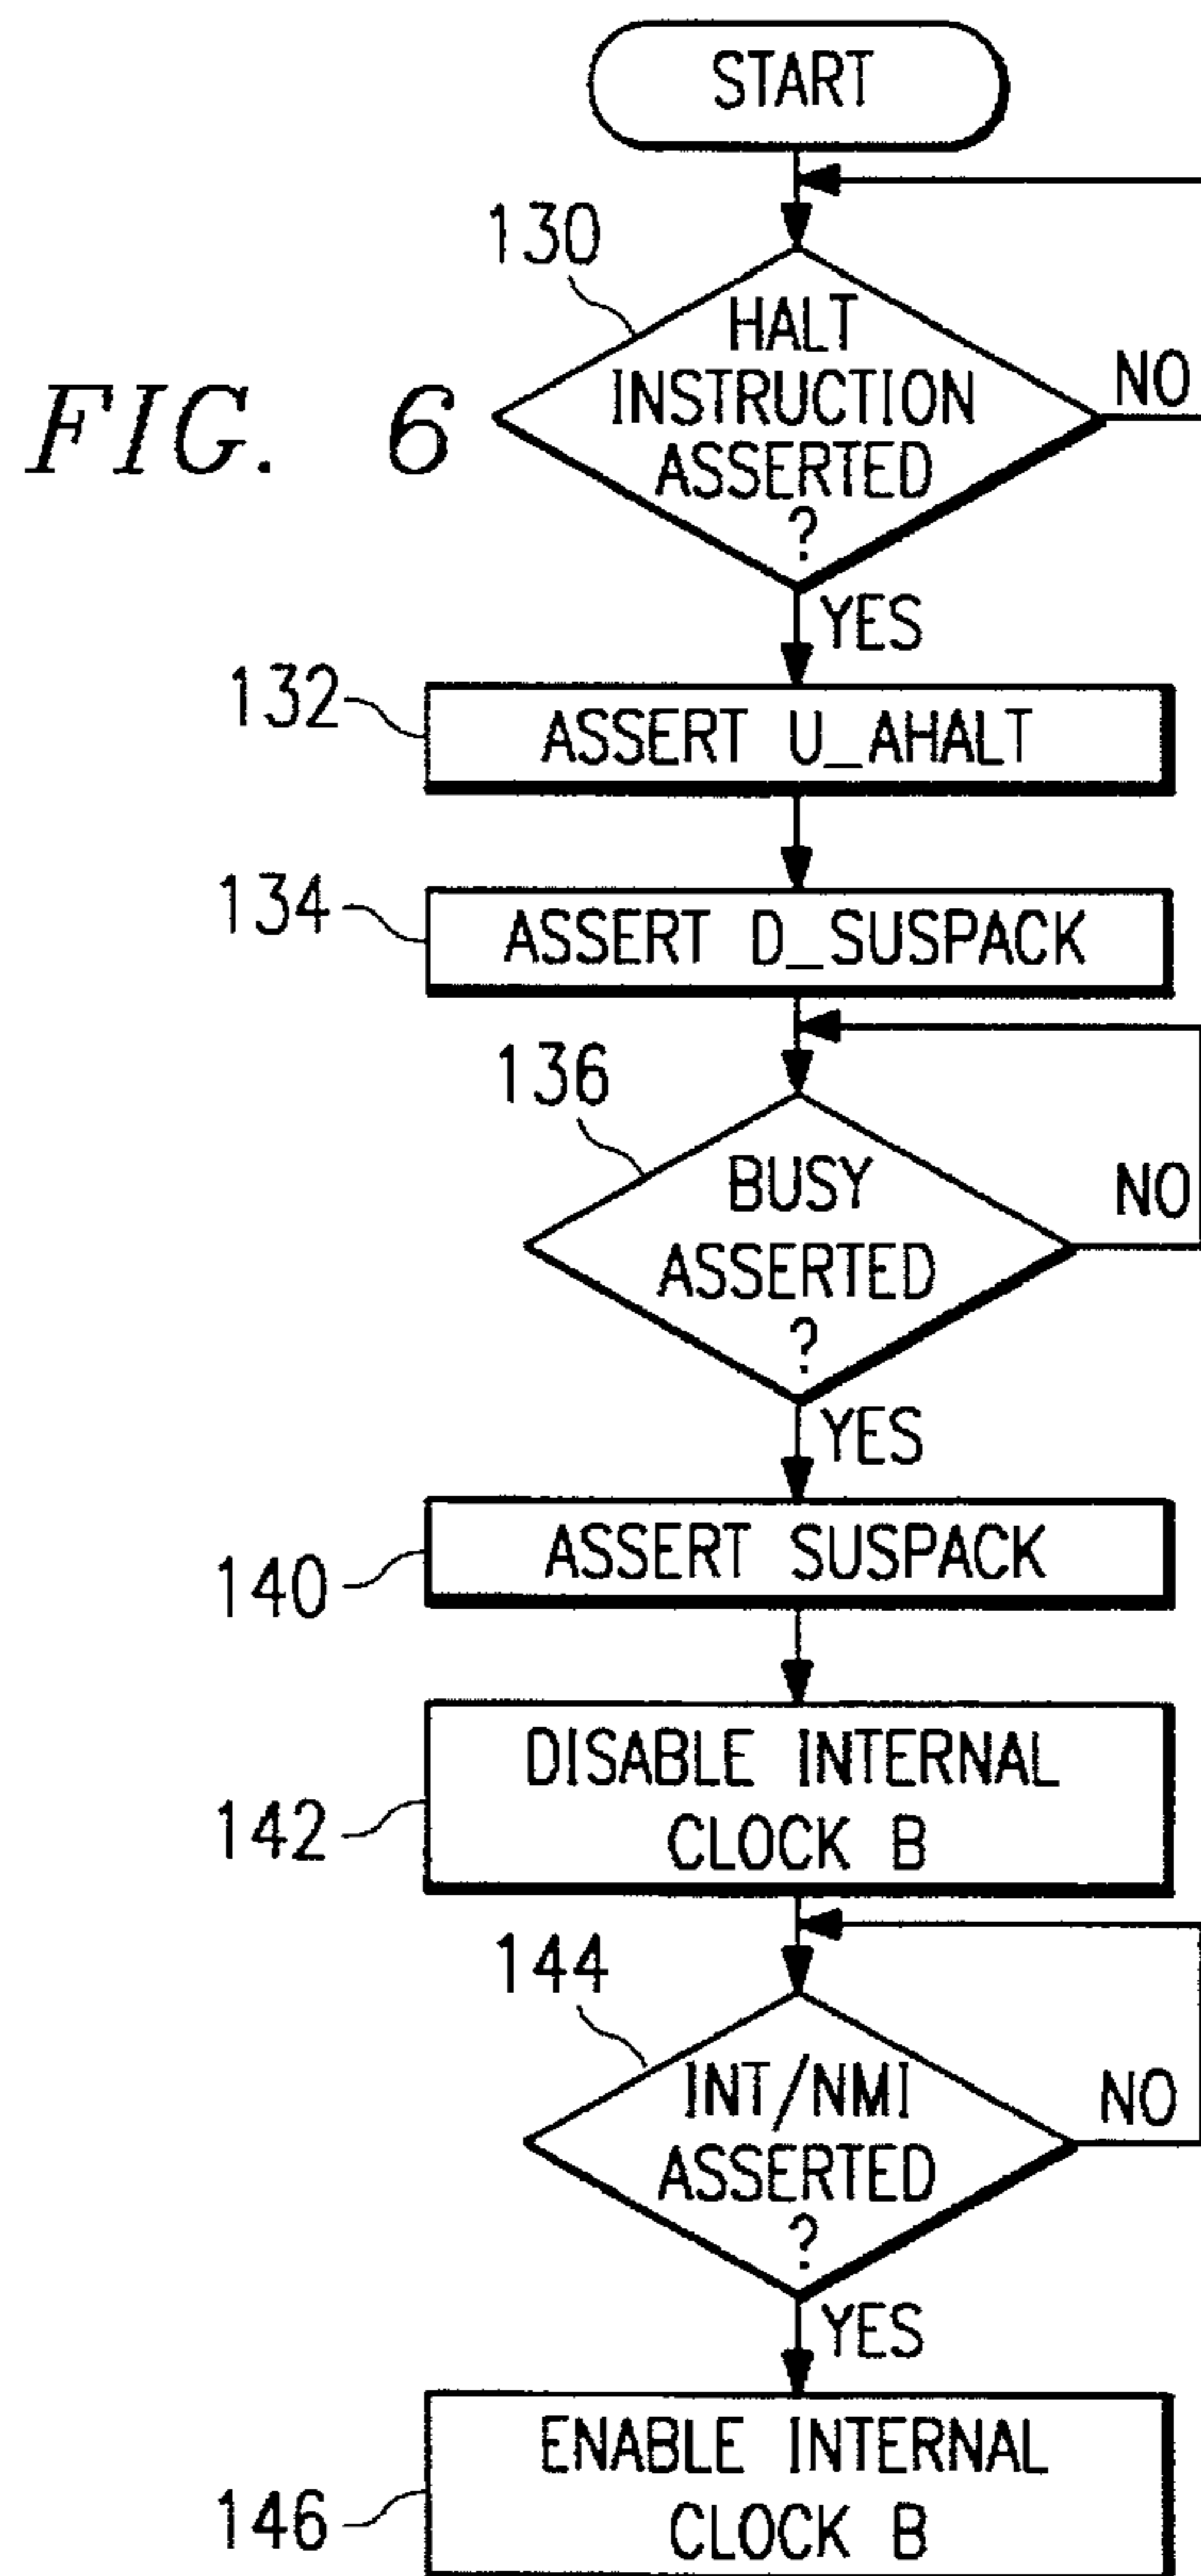 START
130
HALT
INSTRUCTION
ASSERTED
?
NO
FIG. 6
YES
132
ASSERT U_AHALT
134
ASSERT D_SUSPACK
136
BUSY
ASSERTED
?
NO
YES
140
ASSERT SUSPACK
142
DISABLE INTERNAL
CLOCK B
144
INT/NMI
ASSERTED
?
NO
YES
146
ENABLE INTERNAL
CLOCK B